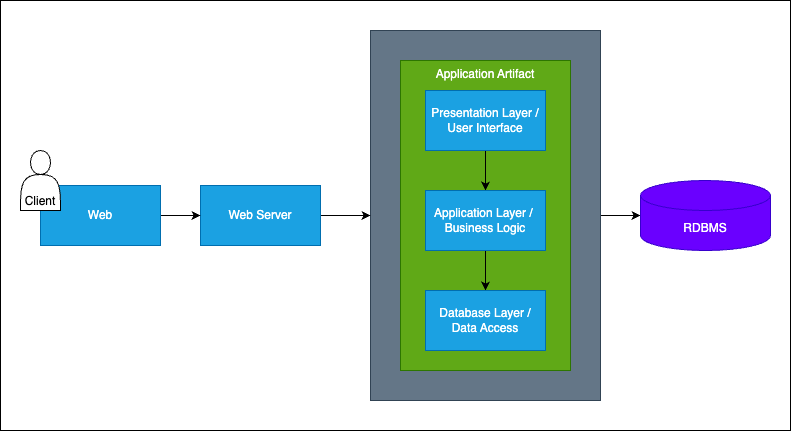 Client
Web
Web Server
Application Artifact
Presentation Layer /
User Interface
Application Layer /
Business Logic
Database Layer /
Data Access
RDBMS